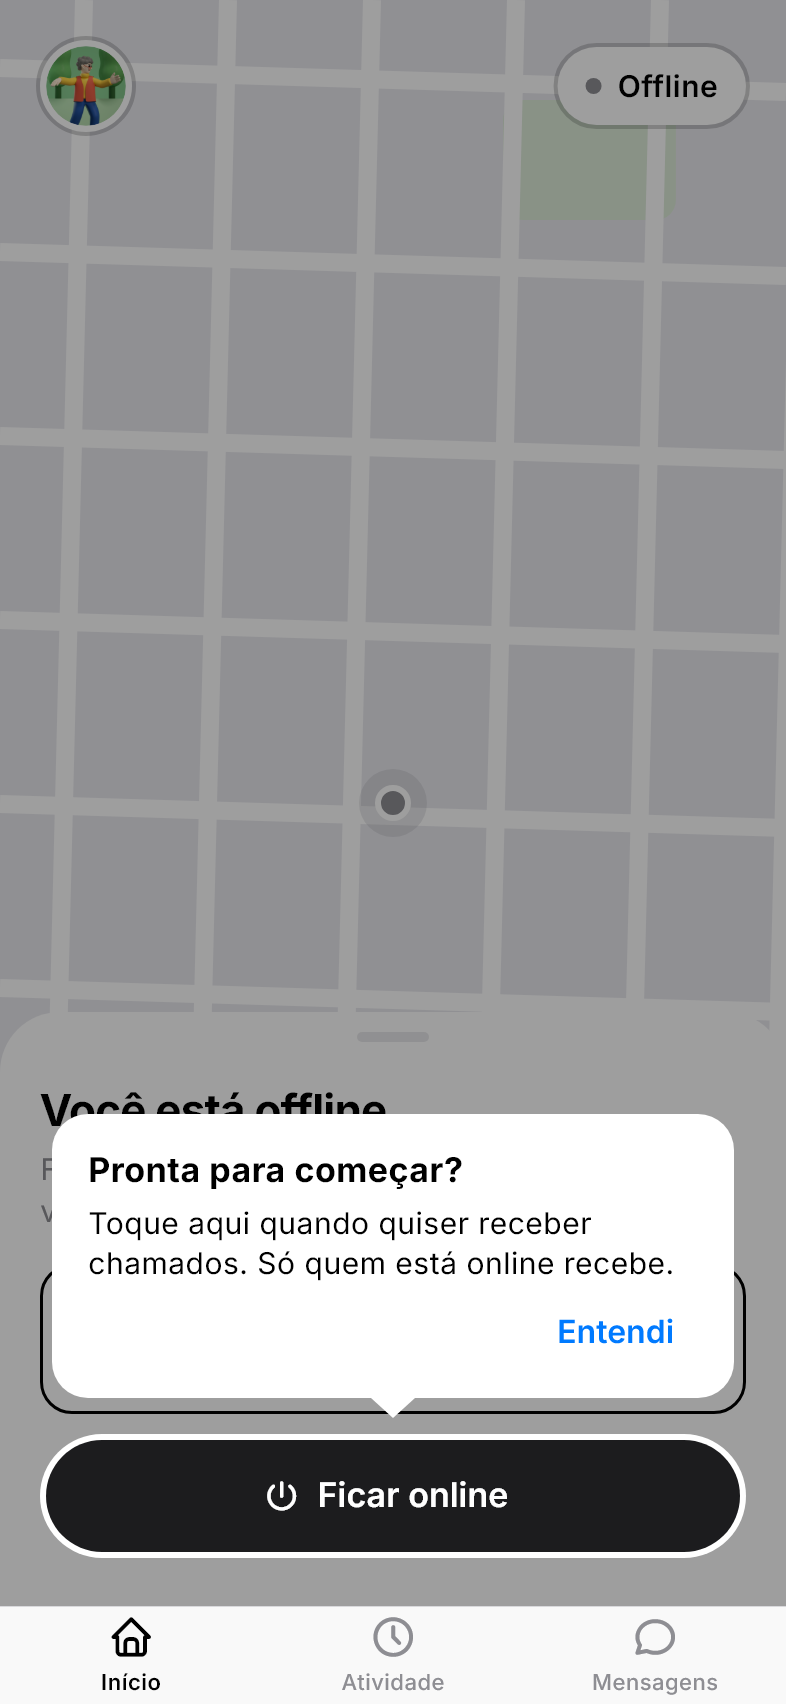 Offline
Você está offline
Pronta para começar?
Toque aqui quando quiser receber
chamados. Só quem está online recebe.
Entendi
Ficar online
Início
Atividade
Mensagens